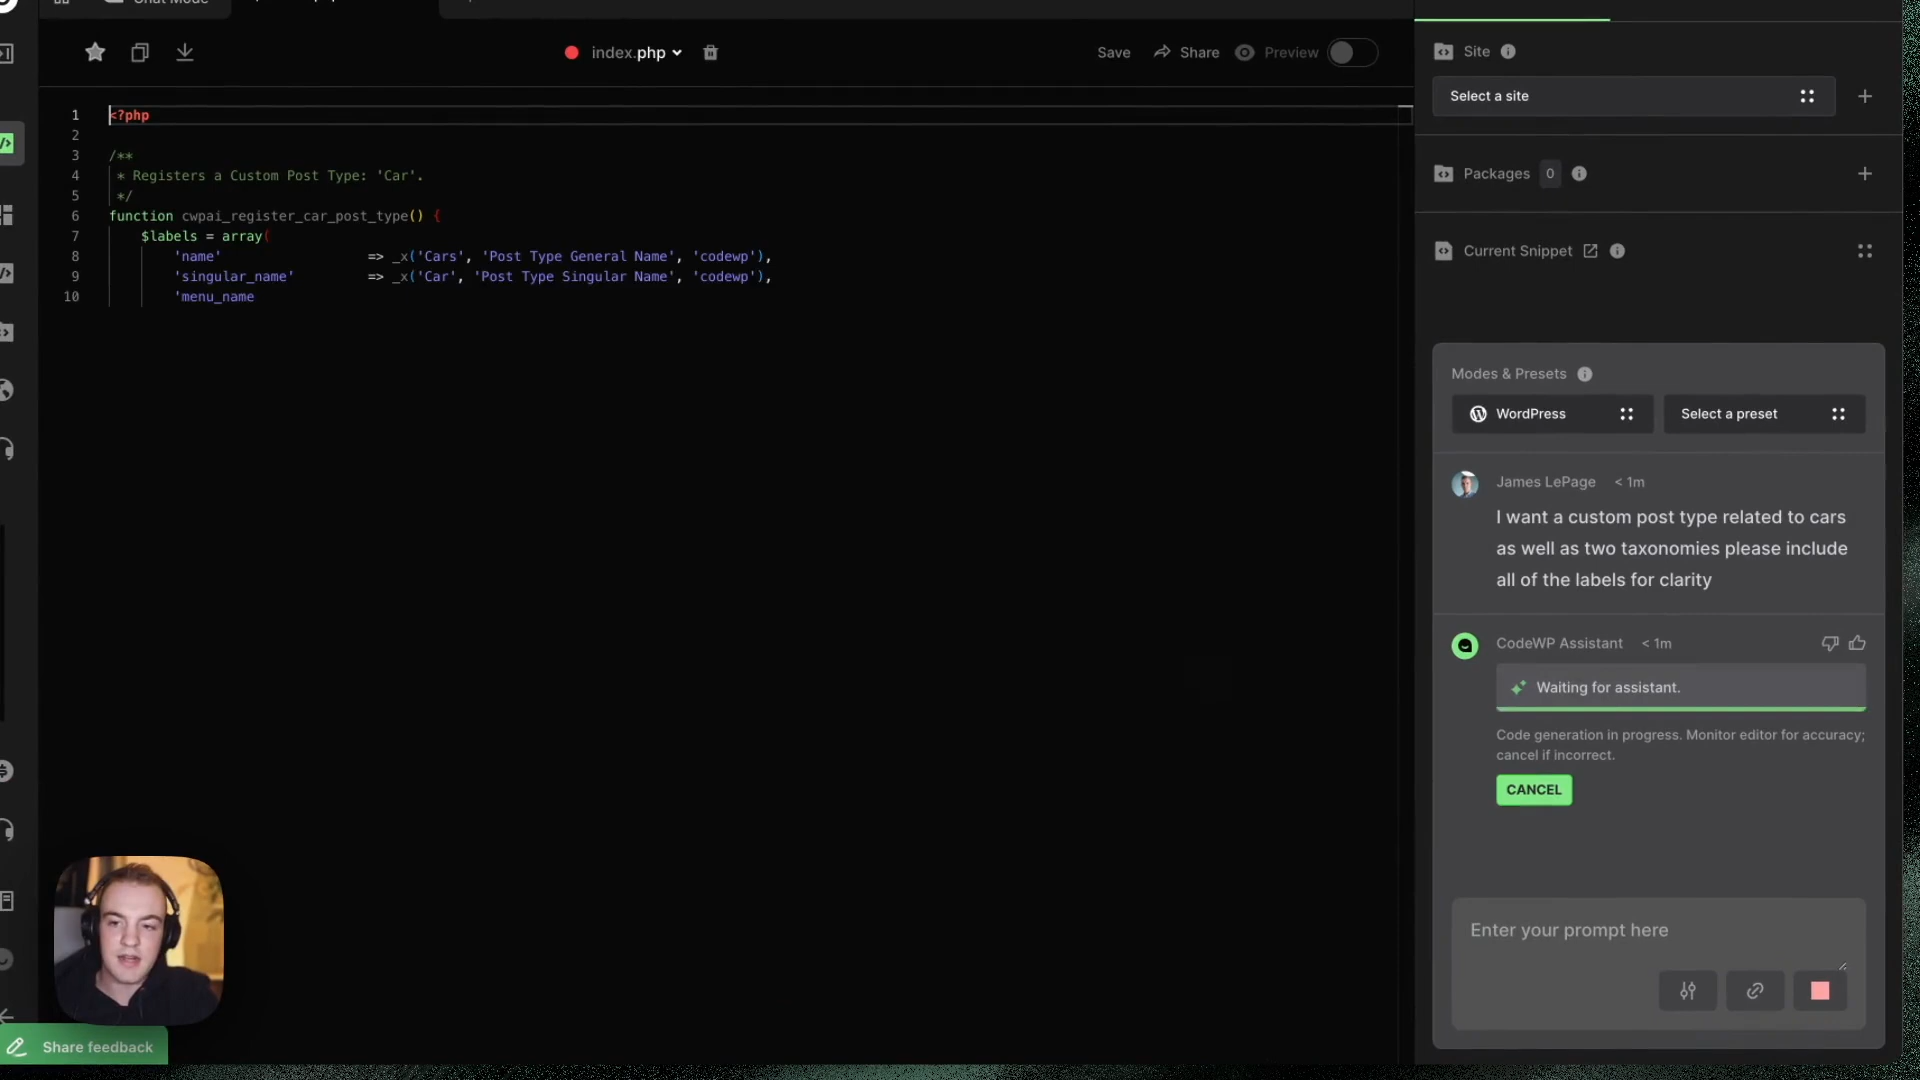 Chat Mode
index.php
Save
Share
Preview
1 <?php
2
3 /**
4 * Registers a Custom Post Type: 'Car'.
5 */
6 function cwpai_register_car_post_type() {
7 $labels = array(
8 'name' => _x('Cars', 'Post Type General Name', 'codewp'),
9 'singular_name' => _x('Car', 'Post Type Singular Name', 'codewp'),
10 'menu_name
Site
Select a site
Packages 0
Current Snippet
Modes & Presets
WordPress
Select a preset
James LePage < 1m
I want a custom post type related to cars
as well as two taxonomies please include
all of the labels for clarity
CodeWP Assistant < 1m
Waiting for assistant.
Code generation in progress. Monitor editor for accuracy;
cancel if incorrect.
CANCEL
Enter your prompt here
Share feedback